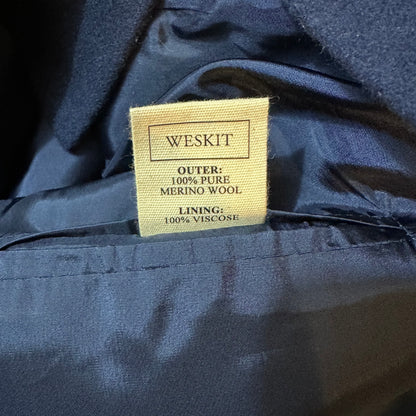 WESKIT
OUTER:
100% PURE
MERINO WOOL
LINING:
100% VISCOSE